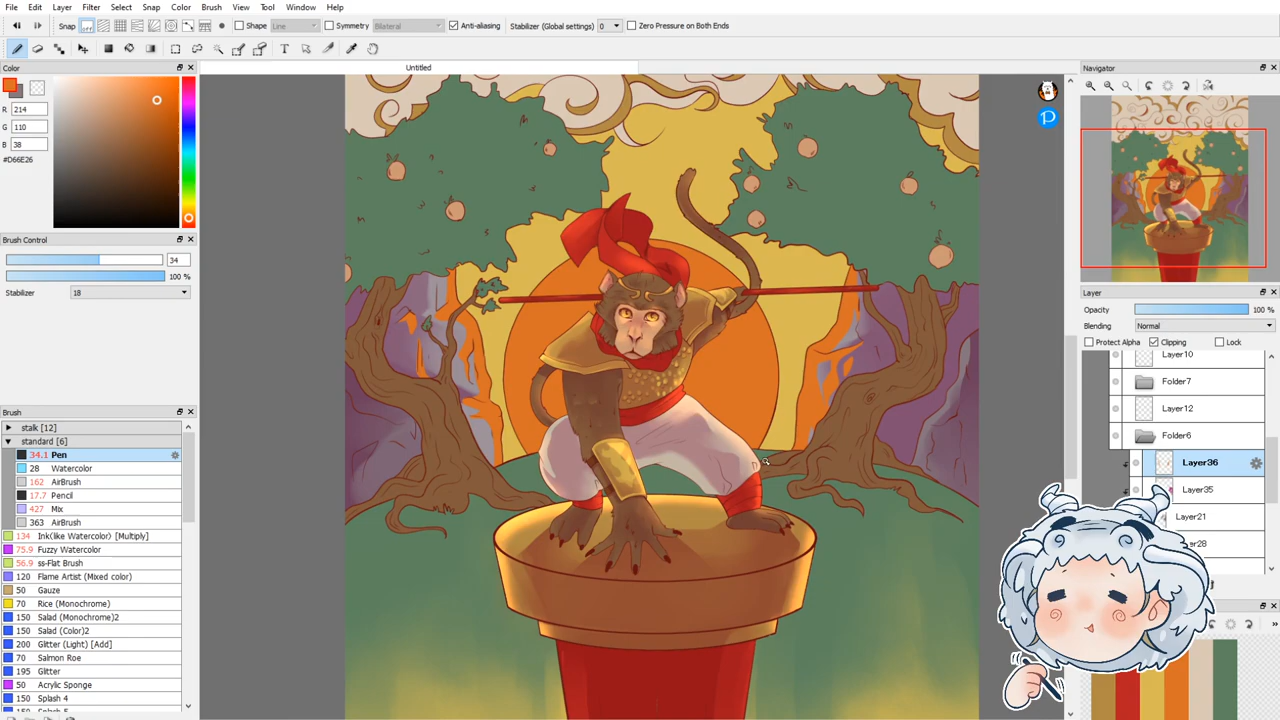 File Edit Layer Filter Select Snap Color Brush View Tool Window Help
Snap off Shape Line Symmetry Bilateral Anti-aliasing Stabilizer (Global settings) 0 Zero Pressure on Both Ends
Untitled
Color
R 214
G 110
B 38
#D66E26
Brush Control
34
100 %
Stabilizer 18
Brush
stalk [12]
standard [6]
34.1 Pen
28 Watercolor
162 AirBrush
17.7 Pencil
427 Mix
363 AirBrush
134 Ink(like Watercolor) [Multiply]
75.9 Fuzzy Watercolor
56.9 ss-Flat Brush
120 Flame Artist (Mixed color)
50 Gauze
70 Rice (Monochrome)
150 Salad (Monochrome)2
150 Salad (Color)2
200 Glitter (Light) [Add]
70 Salmon Roe
195 Glitter
50 Acrylic Sponge
150 Splash 4
Navigator
Layer
Opacity 100 %
Blending Normal
Protect Alpha Clipping Lock
Layer10
Folder7
Layer12
Folder6
Layer36
Layer35
Layer21